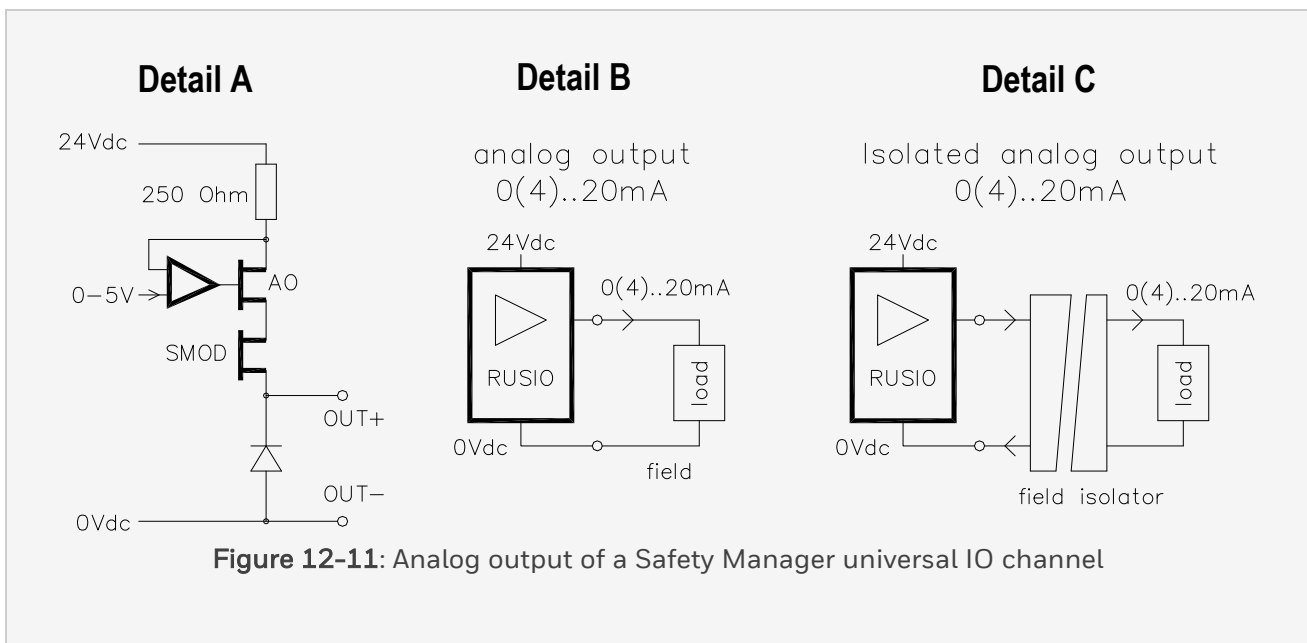 Detail A
24Vdc
250 Ohm
AO
0-5V
SMOD
OUT+
OUT-
0Vdc
Detail B
analog output
0(4)..20mA
24Vdc
0(4)..20mA
RUSIO
load
0Vdc
field
Detail C
Isolated analog output
0(4)..20mA
24Vdc
0(4)..20mA
RUSIO
load
0Vdc
field isolator
Figure 12-11: Analog output of a Safety Manager universal IO channel